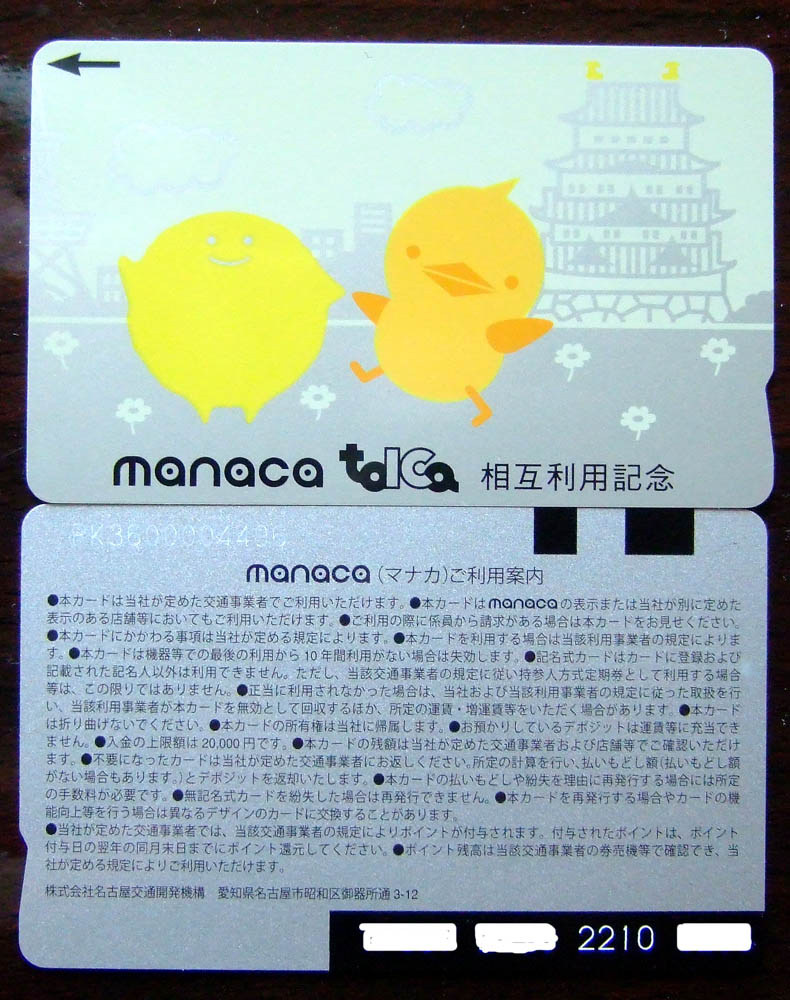 manaca toICa 相互利用記念
PK3600004496
manaca(マナカ)ご利用案内
●本カードは当社が定めた交通事業者でご利用いただけます。●本カードはmanacaの表示または当社が別に定めた
表示のある店舗等においてもご利用いただけます。●ご利用の際に係員から請求がある場合は本カードをお見せください。
●本カードにかかわる事項は当社が定める規定によります。●本カードを利用する場合は当該利用事業者の規定によりま
す。●本カードは機器等での最後の利用から10年間利用がない場合は失効します。●記名式カードはカードに登録および
記載された記名人以外は利用できません。ただし、当該交通事業者の規定に従い持参人方式定期券として利用する場合
等は、この限りではありません。●正当に利用されなかった場合は、当社および当該利用事業者の規定に従った取扱を行
い、当該利用事業者が本カードを無効として回収するほか、所定の運賃・増運賃等をいただく場合があります。●本カード
は折り曲げないでください。●本カードの所有権は当社に帰属します。●お預かりしているデポジットは運賃等に充当でき
ません。●入金の上限額は20,000円です。●本カードの残額は当社が定めた交通事業者および店舗等でご確認いただけ
ます。●不要になったカードは当社が定めた交通事業者にお返しください。所定の計算を行い、払いもどし額(払いもどし額
がない場合もあります。)とデポジットを返却いたします。●本カードの払いもどしや紛失を理由に再発行する場合には所定
の手数料が必要です。●無記名式カードを紛失した場合は再発行できません。●本カードを再発行する場合やカードの機
能向上等を行う場合は異なるデザインのカードに交換することがあります。
●当社が定めた交通事業者では、当該交通事業者の規定によりポイントが付与されます。付与されたポイントは、ポイント
付与日の翌年の同月末日までにポイント還元してください。●ポイント残高は当該交通事業者の券売機等で確認でき、当
社が定める規定によりご利用いただけます。
株式会社名古屋交通開発機構 愛知県名古屋市昭和区御器所通3-12
2210